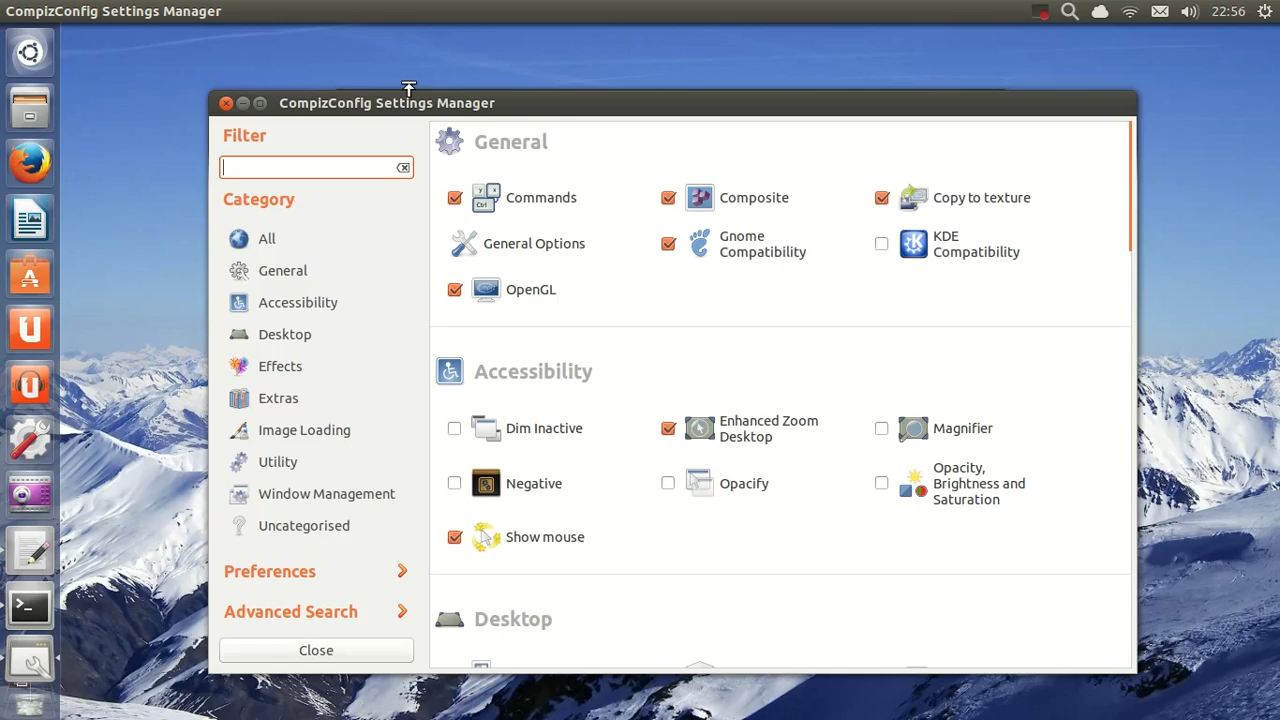 CompizConfig Settings Manager
22:56
CompizConfig Settings Manager
Filter
Category
All
General
Accessibility
Desktop
Effects
Extras
Image Loading
Utility
Window Management
Uncategorised
Preferences
Advanced Search
Close
General
Commands
Composite
Copy to texture
General Options
Gnome
Compatibility
KDE
Compatibility
OpenGL
Accessibility
Dim Inactive
Enhanced Zoom
Desktop
Magnifier
Negative
Opacify
Opacity,
Brightness and
Saturation
Show mouse
Desktop